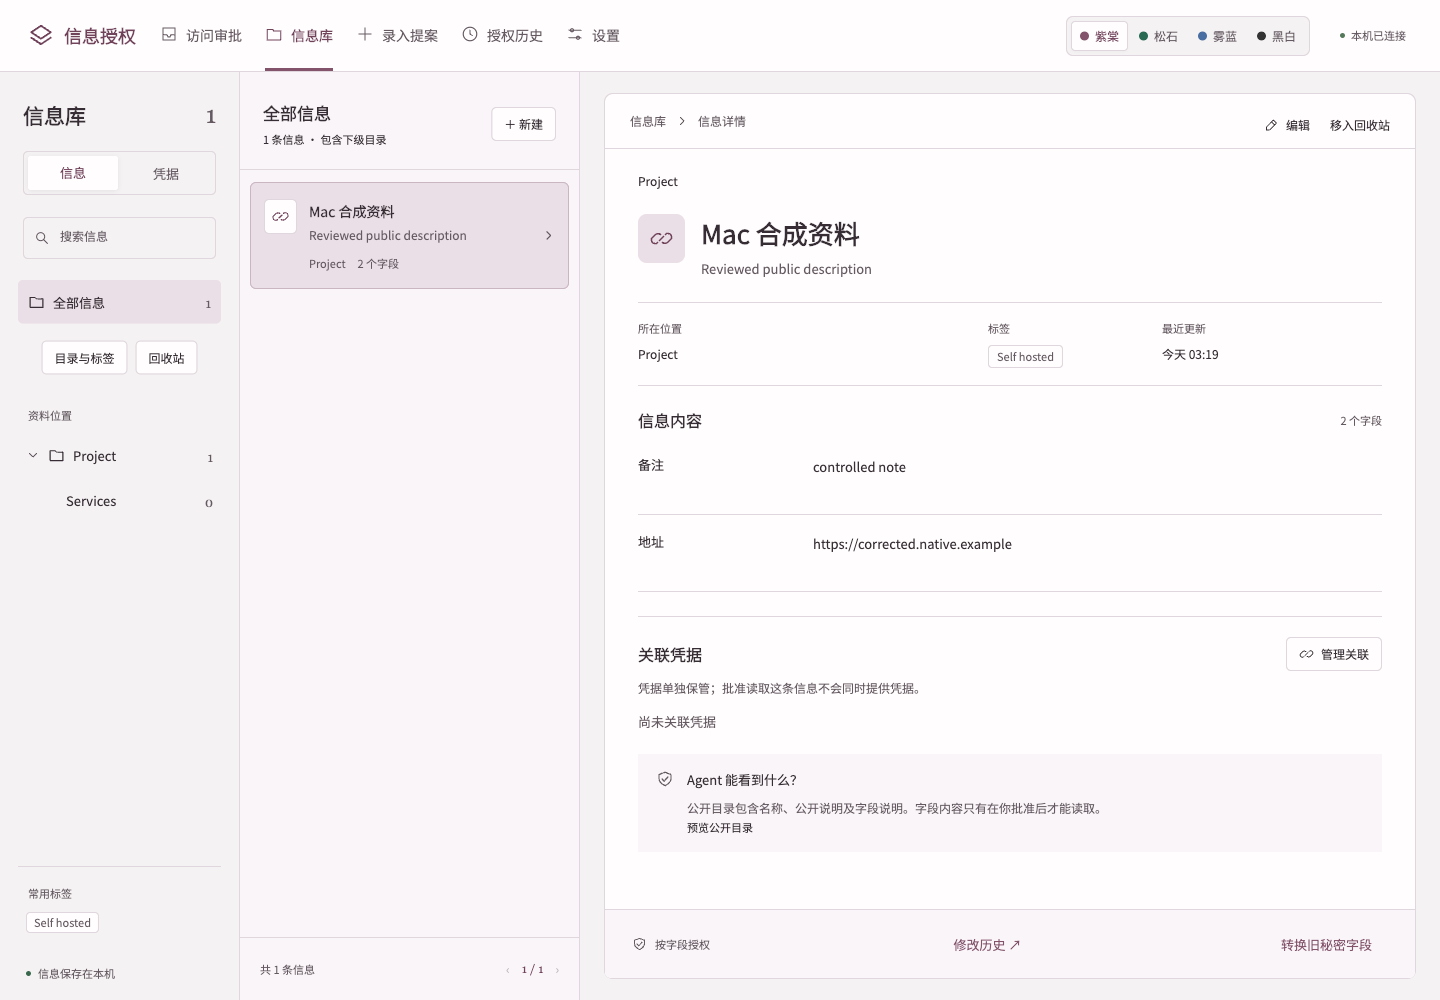 信息授权
访问审批
信息库
录入提案
授权历史
设置
紫棠
松石
雾蓝
黑白
本机已连接
信息库
1
信息
凭据
搜索信息
全部信息
1
目录与标签
回收站
资料位置
Project
1
Services
0
常用标签
Self hosted
信息保存在本机
全部信息
1 条信息 · 包含下级目录
新建
Mac 合成资料
Reviewed public description
Project 2 个字段
共 1 条信息
‹ 1 / 1 ›
信息库 > 信息详情
编辑
移入回收站
Project
Mac 合成资料
Reviewed public description
所在位置
标签
最近更新
Project
Self hosted
今天 03:19
信息内容
2 个字段
备注
controlled note
地址
https://corrected.native.example
关联凭据
管理关联
凭据单独保管；批准读取这条信息不会同时提供凭据。
尚未关联凭据
Agent 能看到什么？
公开目录包含名称、公开说明及字段说明。字段内容只有在你批准后才能读取。
预览公开目录
按字段授权
修改历史 ↗
转换旧秘密字段